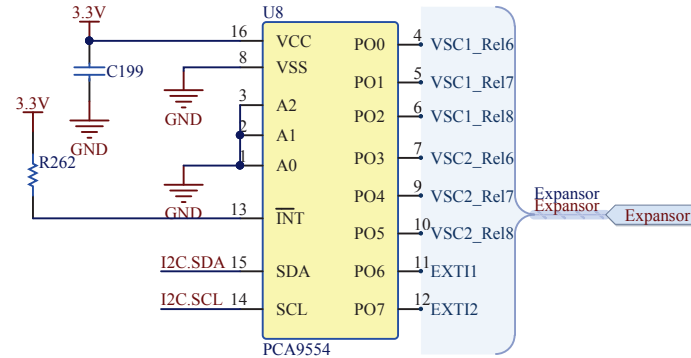 3.3V
U8
16 VCC PO0 4 VSC1_Rel6
8 VSS PO1 5 VSC1_Rel7
C199
GND
GND
3.3V
3 A2 PO2 6 VSC1_Rel8
2 A1
1 A0 PO3 7 VSC2_Rel6
R262
GND
PO4 9 VSC2_Rel7
Expansor
Expansor
Expansor
13 INT PO5 10 VSC2_Rel8
I2C.SDA 15 SDA PO6 11 EXTI1
I2C.SCL 14 SCL PO7 12 EXTI2
PCA9554